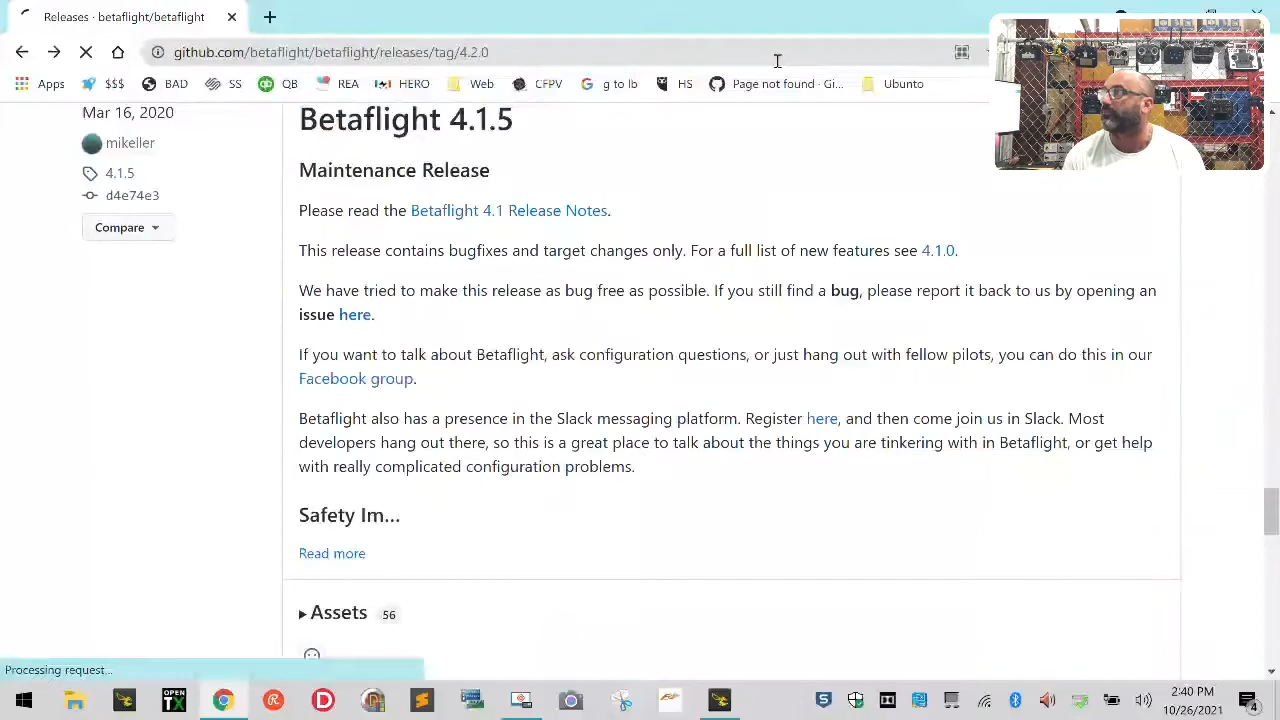 Releases · betaflight/betaflight
github.com/betaflight/betaflight/releases/tag/4.2.0
Apps
$$$
BAD
SS
QB
REA
HERO
Web
FPV
g to lb
HS
Page not found · Gi...
Ubunto
Mar 16, 2020
mikeller
4.1.5
d4e74e3
Compare
Betaflight 4.1.5
Maintenance Release
Please read the Betaflight 4.1 Release Notes.
This release contains bugfixes and target changes only. For a full list of new features see 4.1.0.
We have tried to make this release as bug free as possible. If you still find a bug, please report it back to us by opening an
issue here.
If you want to talk about Betaflight, ask configuration questions, or just hang out with fellow pilots, you can do this in our
Facebook group.
Betaflight also has a presence in the Slack messaging platform. Register here, and then come join us in Slack. Most
developers hang out there, so this is a great place to talk about the things you are tinkering with in Betaflight, or get help
with really complicated configuration problems.
Safety Im...
Read more
Assets 56
Processing request...
OPEN
TX
2:40 PM
10/26/2021
4